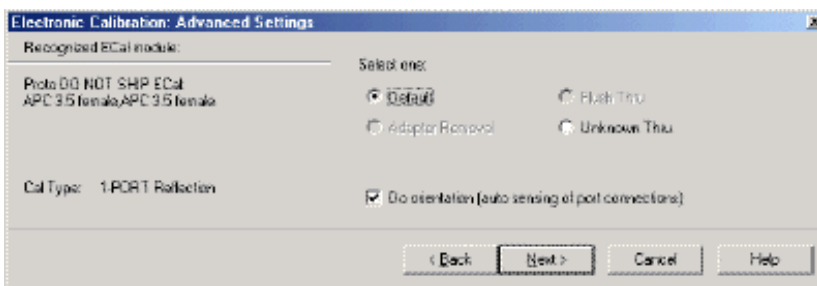 Electronic Calibration: Advanced Settings
Recognized ECal module:
Select one:
Proto DO NOT SHIP ECal
APC 3.5 female,APC 3.5 female
Default
Flush Thru
Adapter Removal
Unknown Thru
Cal Type: 1-PORT Reflection
Do orientation (auto sensing of port connections)
< Back
Next >
Cancel
Help